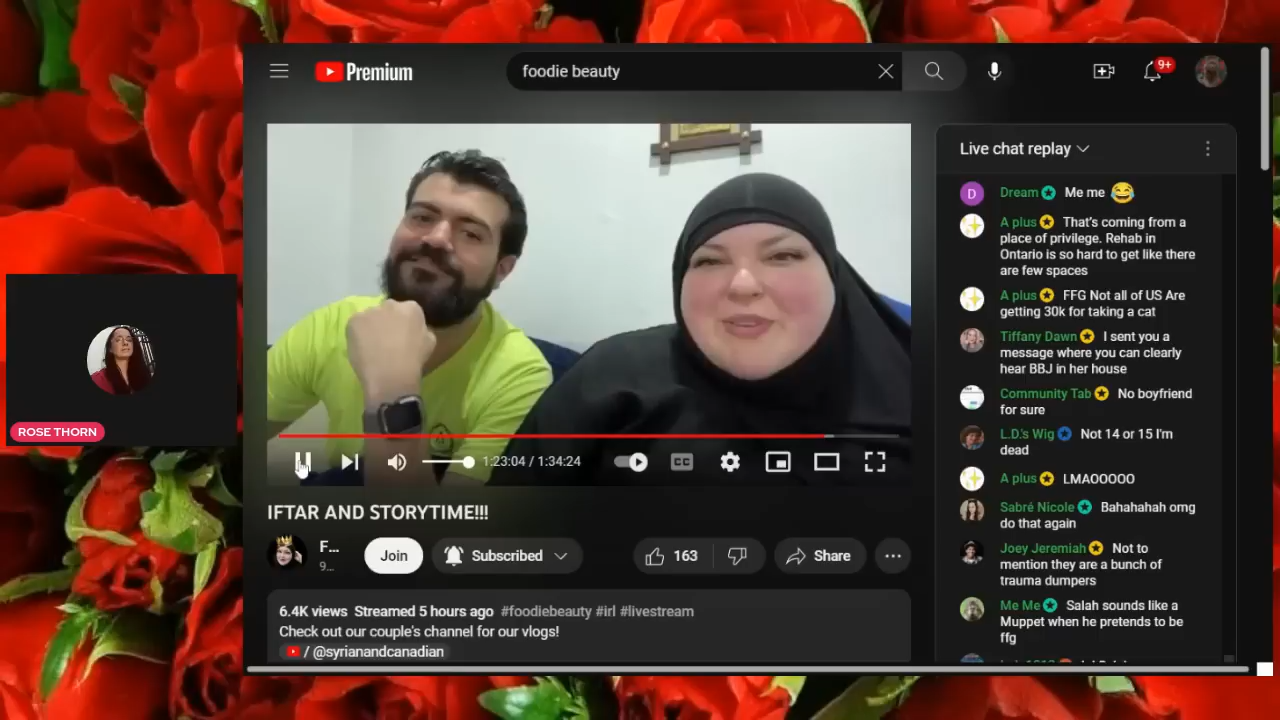 Premium
foodie beauty
9+
Live chat replay
D
Dream Me me 😂
A plus That's coming from a
place of privilege. Rehab in
Ontario is so hard to get like there
are few spaces
A plus FFG Not all of US Are
getting 30k for taking a cat
Tiffany Dawn I sent you a
message where you can clearly
hear BBJ in her house
Community Tab No boyfriend
for sure
L.D.'s Wig Not 14 or 15 I'm
dead
A plus LMAOOOOO
Sabré Nicole Bahahahah omg
do that again
Joey Jeremiah Not to
mention they are a bunch of
trauma dumpers
Me Me Salah sounds like a
Muppet when he pretends to be
ffg
ROSE THORN
1:23:04 / 1:34:24
CC
IFTAR AND STORYTIME!!!
F...
9...
Join
Subscribed
163
Share
6.4K views Streamed 5 hours ago #foodiebeauty #irl #livestream
Check out our couple's channel for our vlogs!
/ @syrianandcanadian